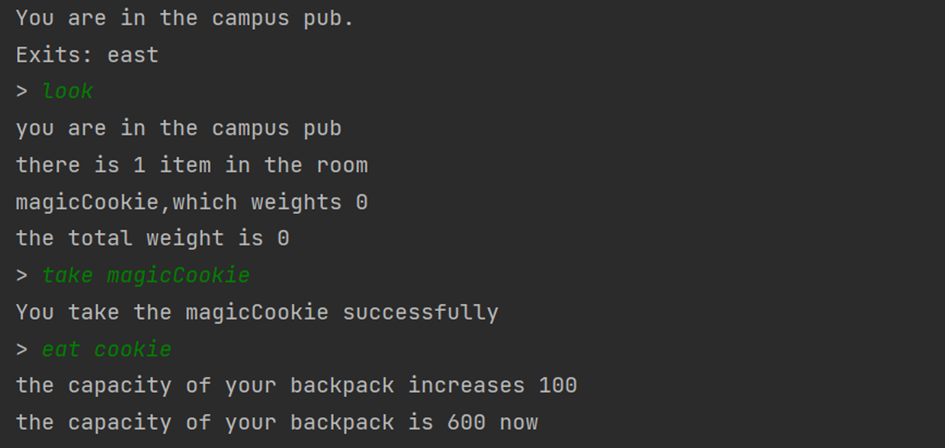 You are in the campus pub.
Exits: east
> look
you are in the campus pub
there is 1 item in the room
magicCookie,which weights 0
the total weight is 0
> take magicCookie
You take the magicCookie successfully
> eat cookie
the capacity of your backpack increases 100
the capacity of your backpack is 600 now